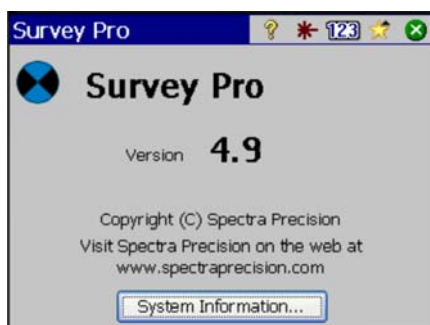 Survey Pro
123
Survey Pro
Version 4.9
Copyright (C) Spectra Precision
Visit Spectra Precision on the web at
www.spectraprecision.com
System Information...